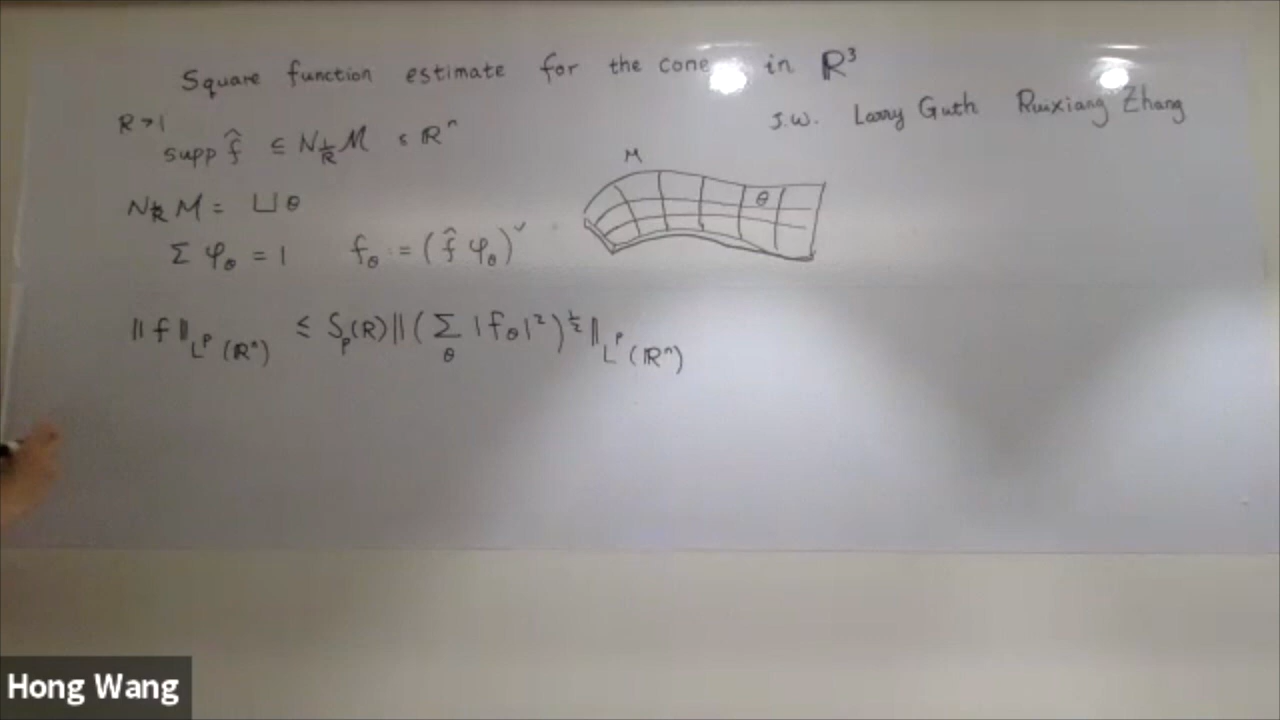 Square function estimate for the cone in ℝ³
J.W. Larry Guth Ruixiang Zhang
R>1
supp f̂ ⊆ N_{1/R} M ⊆ ℝⁿ
N_{1/R} M = ⊔ θ
Σ φ_θ = 1 f_θ := (f̂ φ_θ)ˇ
M
θ
‖f‖_{L^p(ℝⁿ)} ≤ S_p(R) ‖(Σ_θ |f_θ|²)^{1/2}‖_{L^p(ℝⁿ)}
Hong Wang